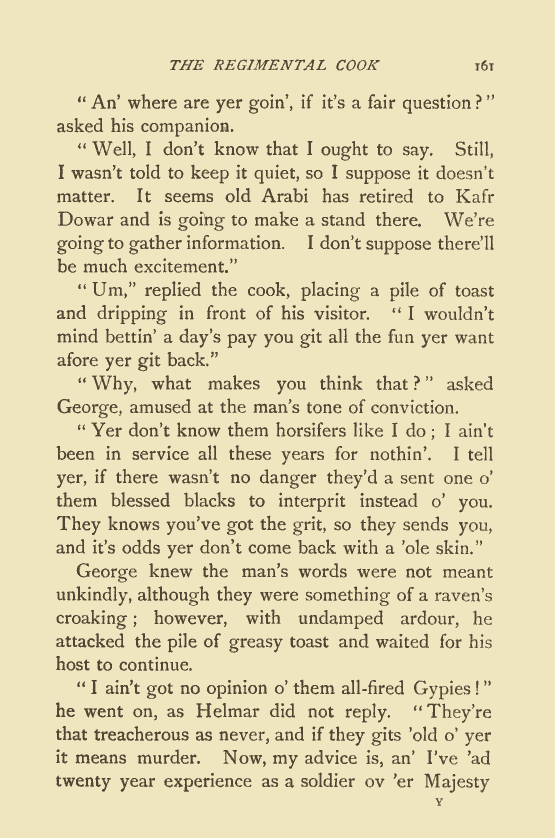 THE REGIMENTAL COOK 161
“ An’ where are yer goin’, if it’s a fair question ? ”
asked his companion.
“ Well, I don’t know that I ought to say. Still,
I wasn’t told to keep it quiet, so I suppose it doesn’t
matter. It seems old Arabi has retired to Kafr
Dowar and is going to make a stand there. We’re
going to gather information. I don’t suppose there’ll
be much excitement.”
“ Um,” replied the cook, placing a pile of toast
and dripping in front of his visitor. “ I wouldn’t
mind bettin’ a day’s pay you git all the fun yer want
afore yer git back.”
“ Why, what makes you think that ? ” asked
George, amused at the man’s tone of conviction.
“ Yer don’t know them horsifers like I do ; I ain’t
been in service all these years for nothin’. I tell
yer, if there wasn’t no danger they’d a sent one o’
them blessed blacks to interprit instead o’ you.
They knows you’ve got the grit, so they sends you,
and it’s odds yer don’t come back with a ’ole skin.”
George knew the man’s words were not meant
unkindly, although they were something of a raven’s
croaking ; however, with undamped ardour, he
attacked the pile of greasy toast and waited for his
host to continue.
“ I ain’t got no opinion o’ them all-fired Gypies ! ”
he went on, as Helmar did not reply. “ They’re
that treacherous as never, and if they gits ’old o’ yer
it means murder. Now, my advice is, an’ I’ve ’ad
twenty year experience as a soldier ov ’er Majesty
Y